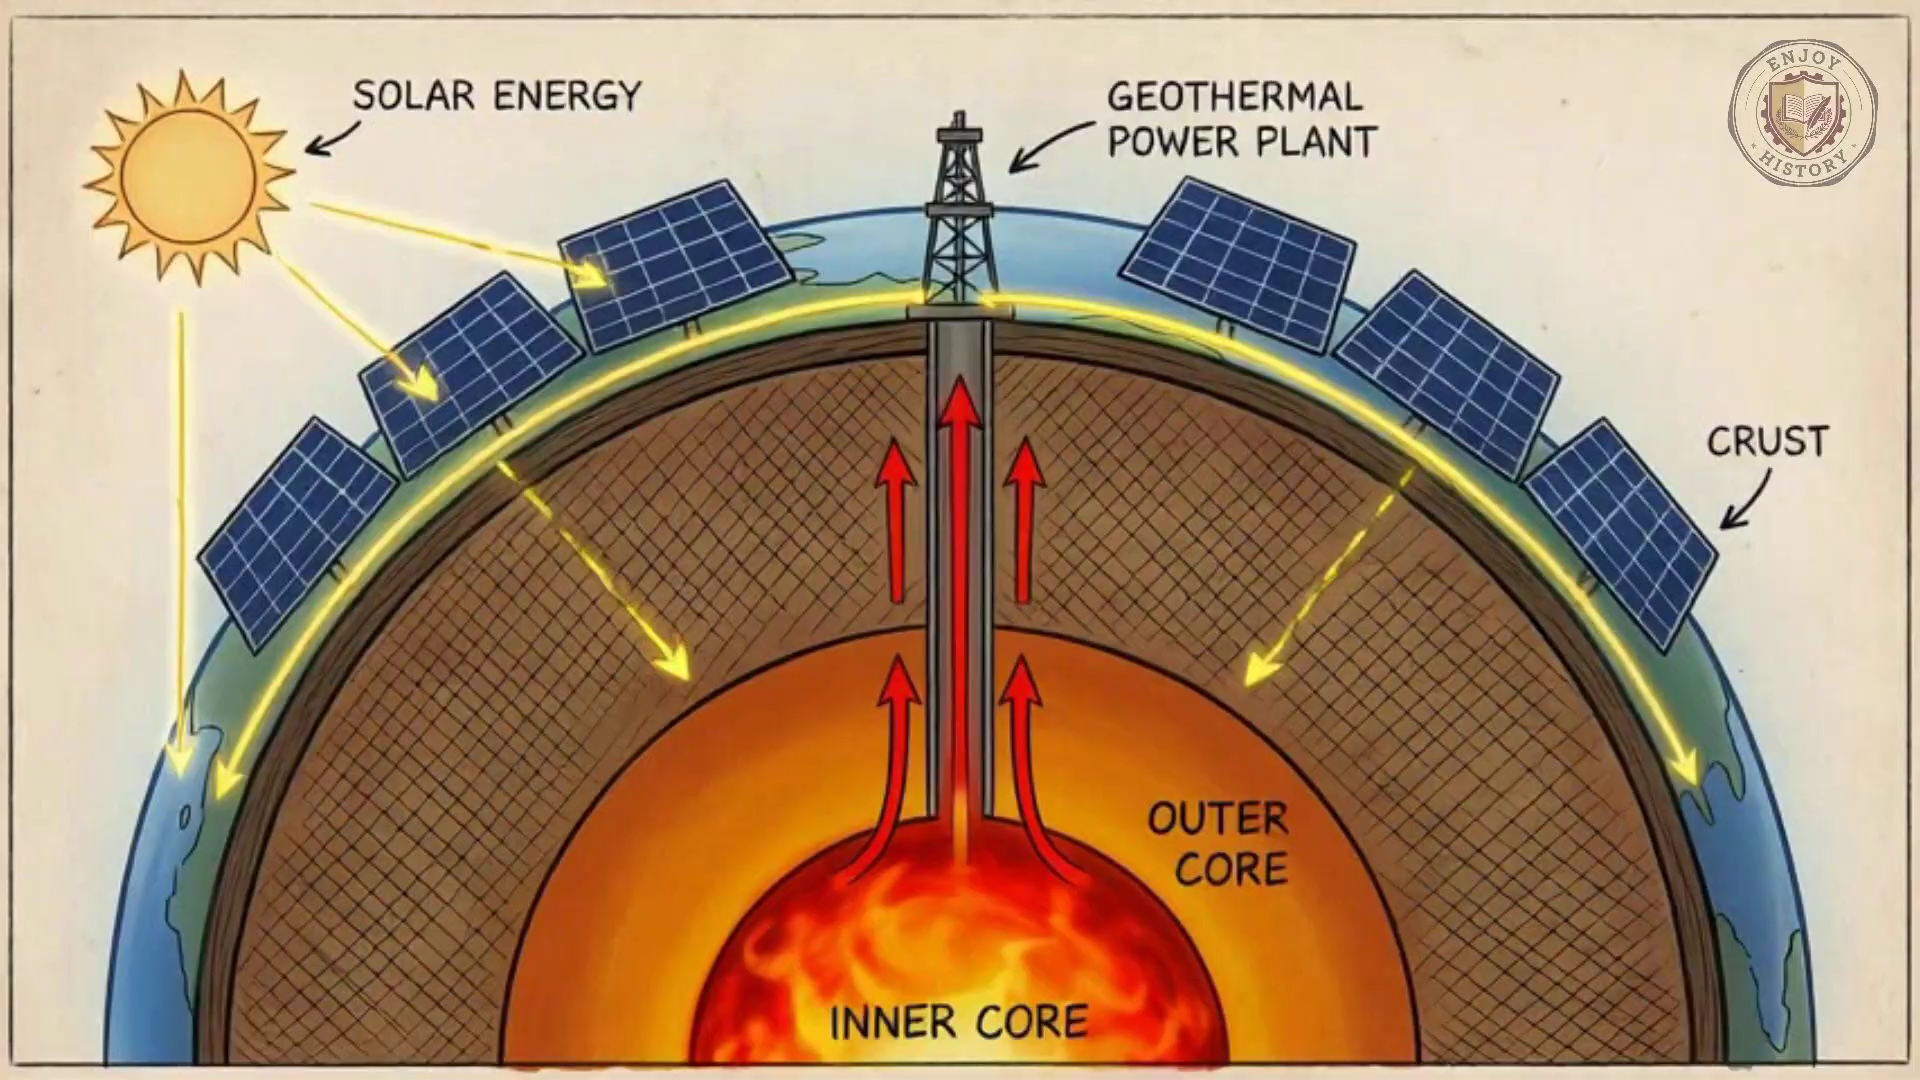 SOLAR ENERGY
GEOTHERMAL
POWER PLANT
ENJOY
HISTORY
CRUST
OUTER
CORE
INNER CORE